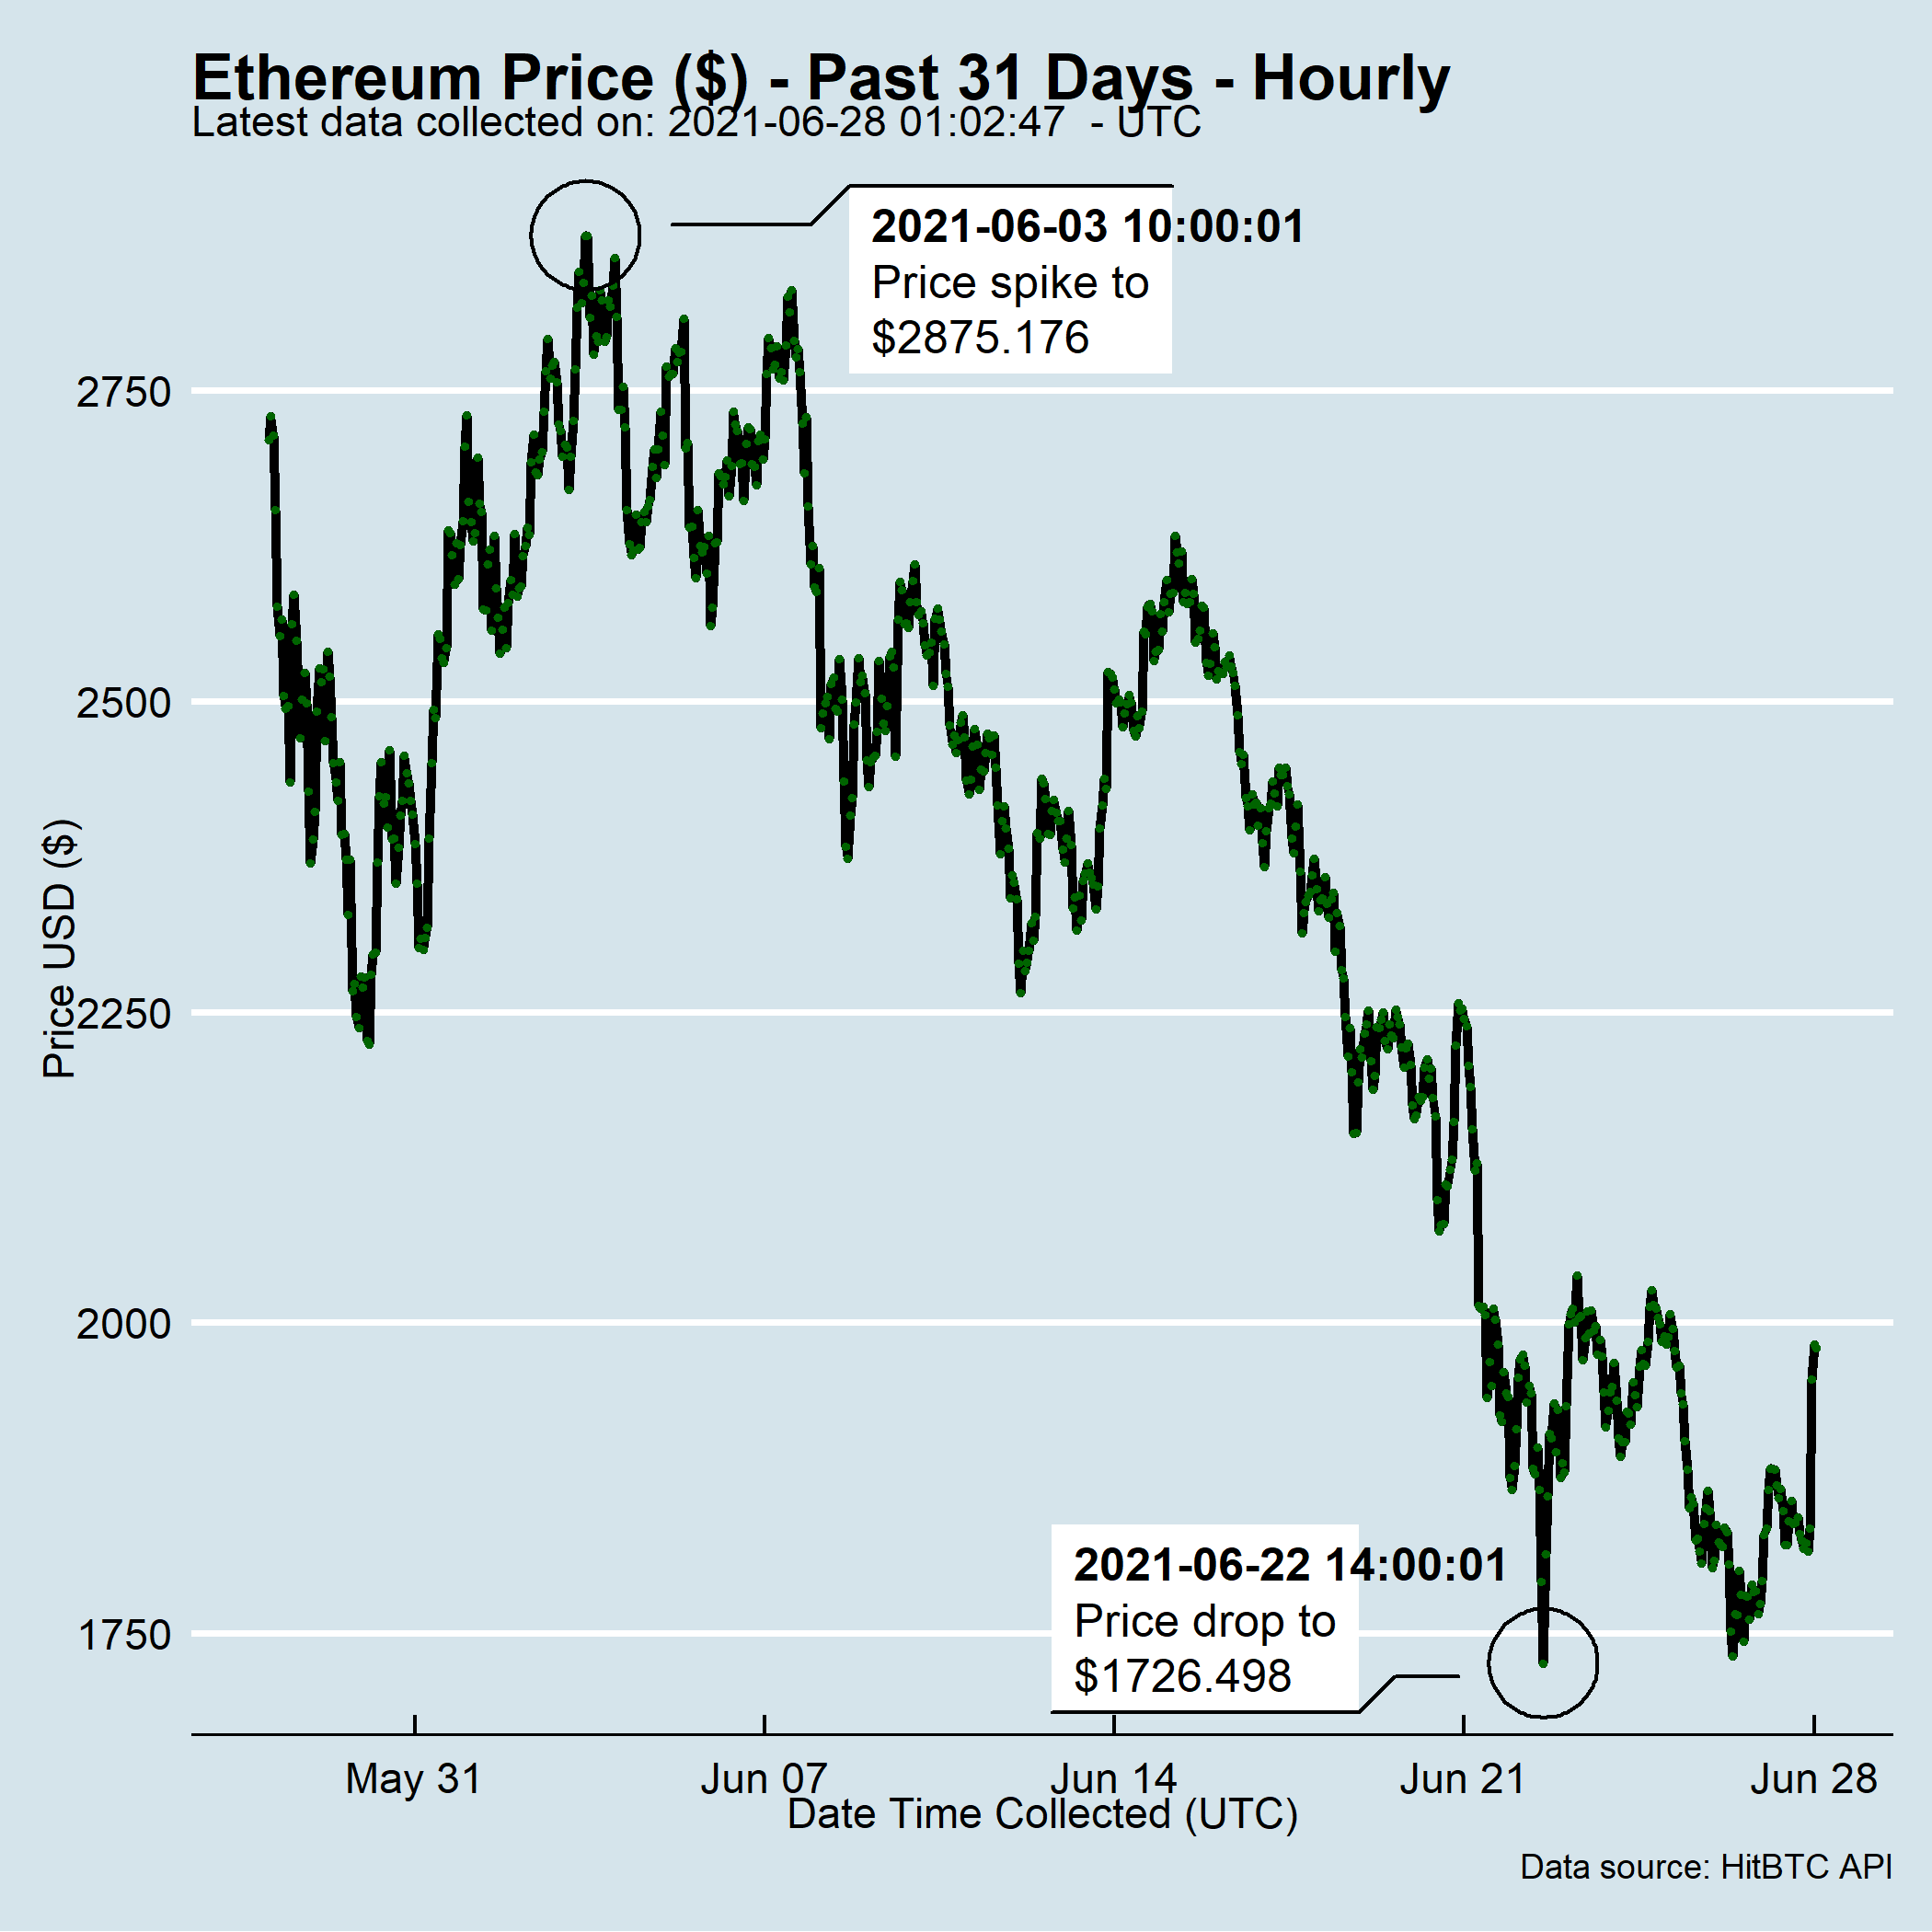 Ethereum Price ($) - Past 31 Days - Hourly
Latest data collected on: 2021-06-28 01:02:47  - UTC
2021-06-03 10:00:01
Price spike to
$2875.176
2750
2500
2250
2000
1750
Price USD ($)
2021-06-22 14:00:01
Price drop to
$1726.498
May 31
Jun 07
Jun 14
Jun 21
Jun 28
Date Time Collected (UTC)
Data source: HitBTC API